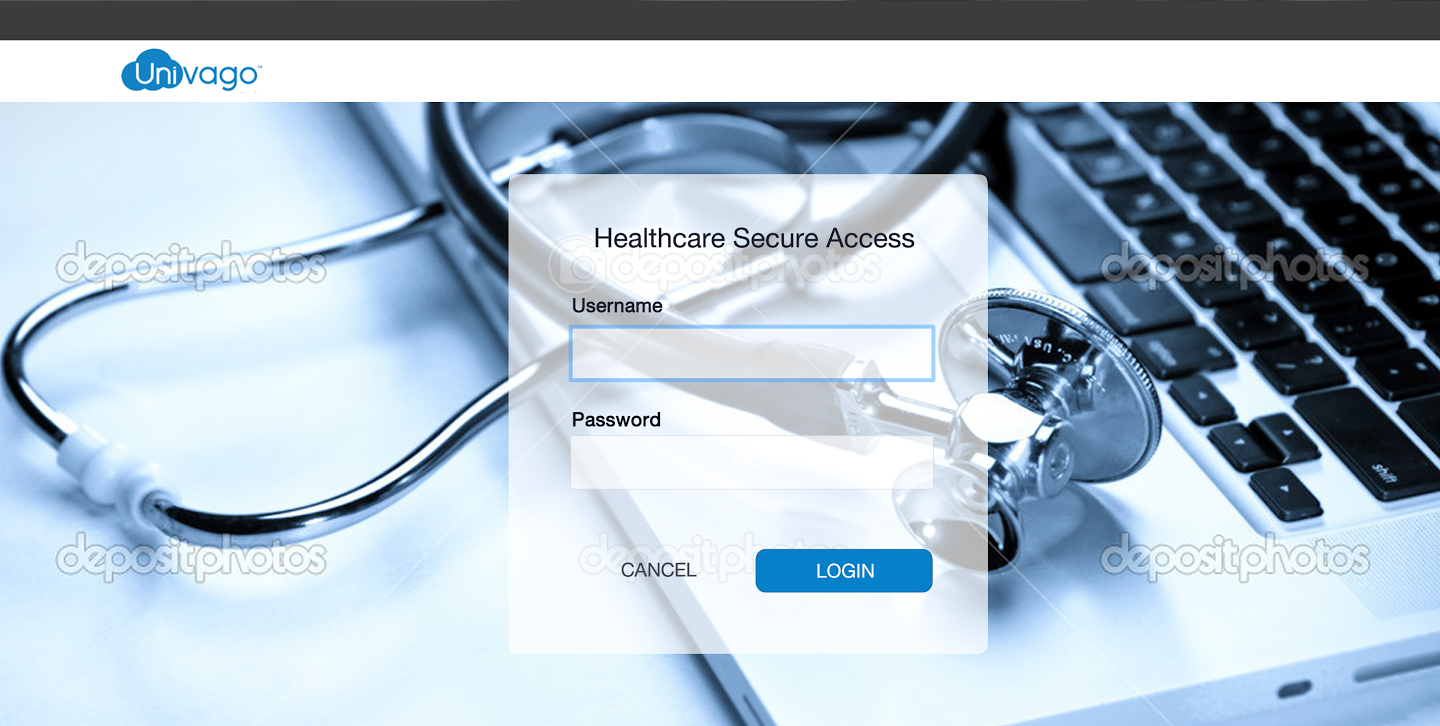 Univago™
depositphotos
depositphotos
depositphotos
Healthcare Secure Access
Username
Password
depositphotos
depositphotos
depositphotos
CANCEL
LOGIN
shift